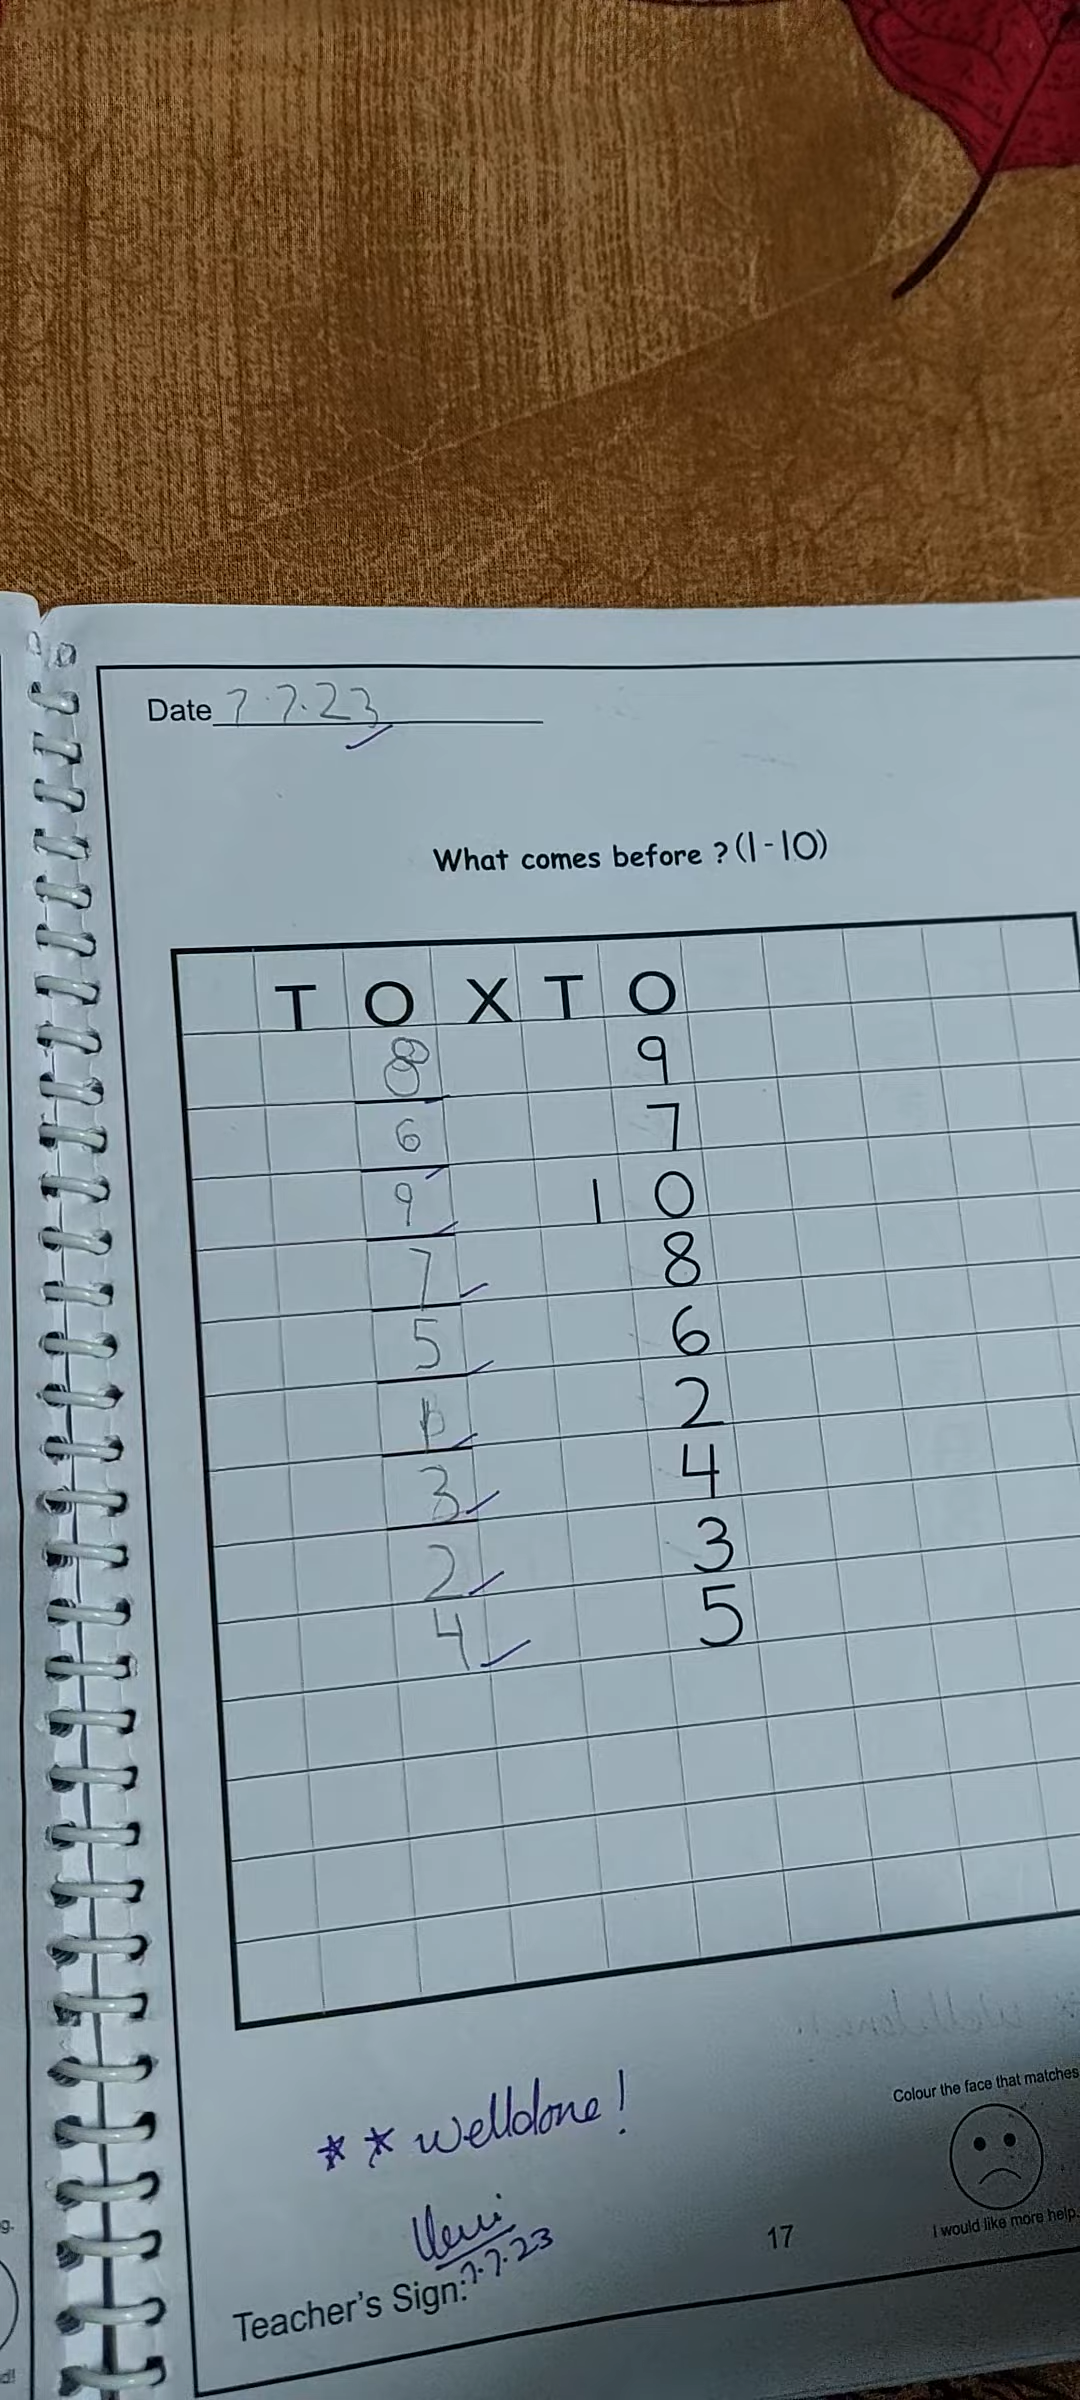 Date 7.7.23
What comes before ? (1-10)
T O X T O
8 9
6 7
9 10
7 8
5 6
1 2
3 4
2 3
4 5
** welldone!
Colour the face that matches
I would like more help.
7.7.23
17
Teacher's Sign:
g.
d!